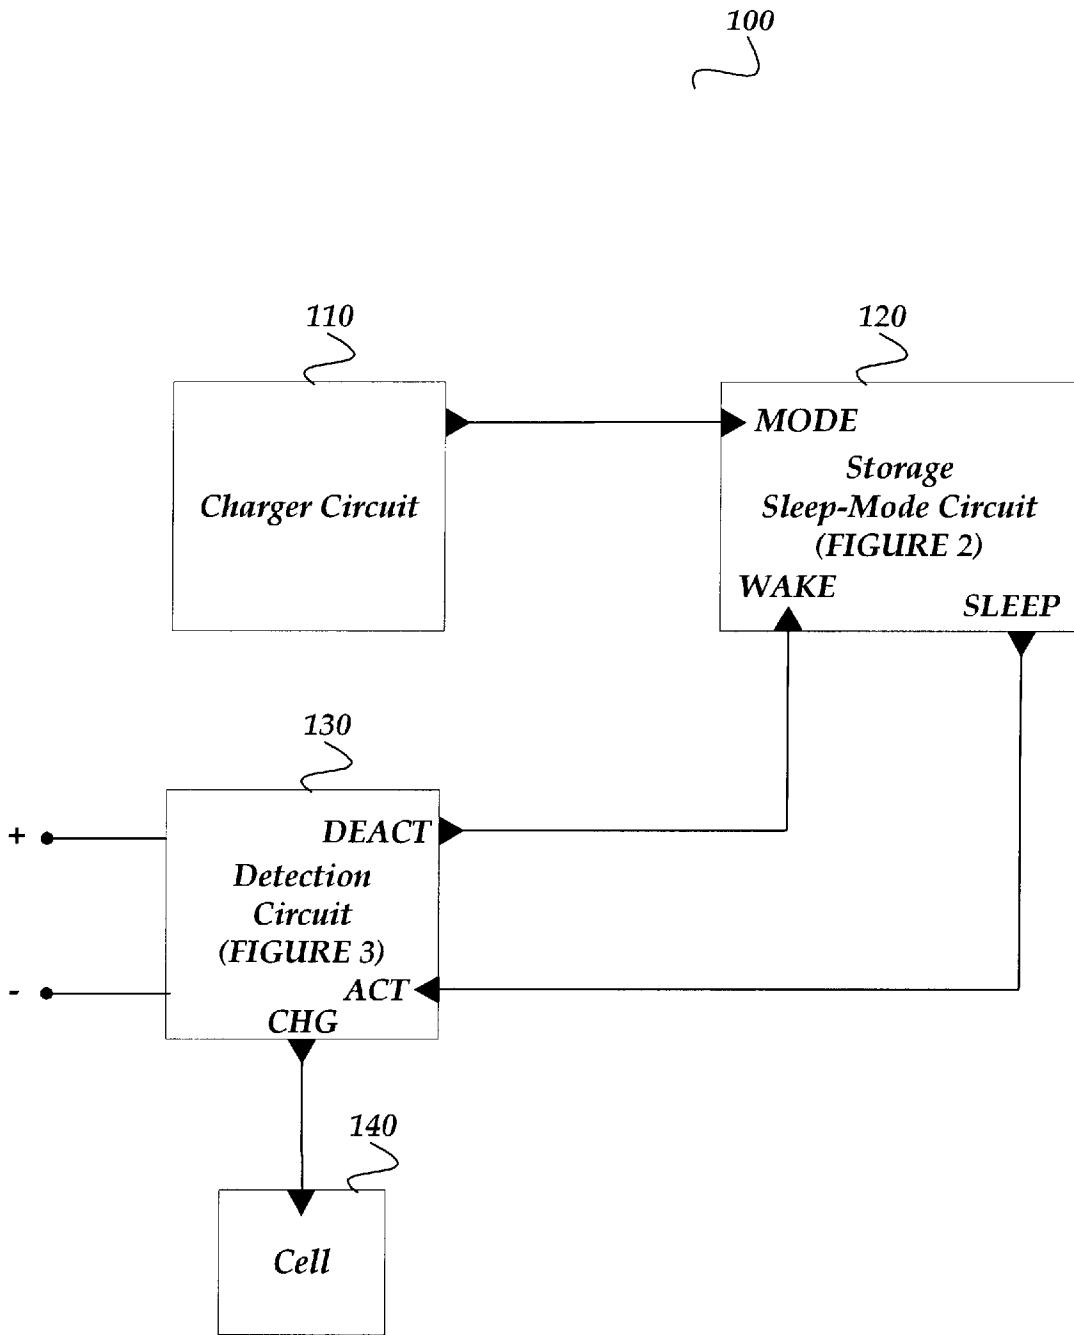 100
110
120
MODE
Charger Circuit
Storage
Sleep-Mode Circuit
(FIGURE 2)
WAKE
SLEEP
130
+
DEACT
Detection
Circuit
(FIGURE 3)
-
ACT
CHG
140
Cell